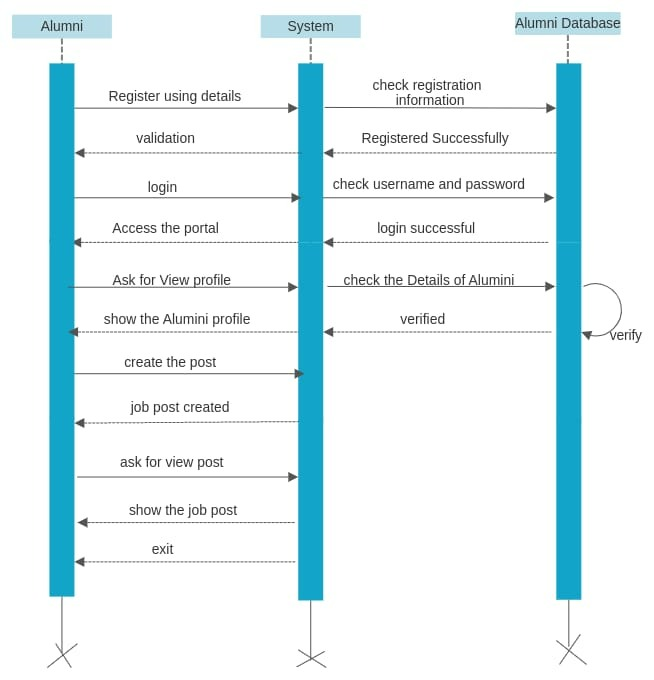 Alumni
System
Alumni Database
Register using details
check registration
information
validation
Registered Successfully
login
check username and password
Access the portal
login successful
Ask for View profile
check the Details of Alumini
show the Alumini profile
verified
verify
create the post
job post created
ask for view post
show the job post
exit